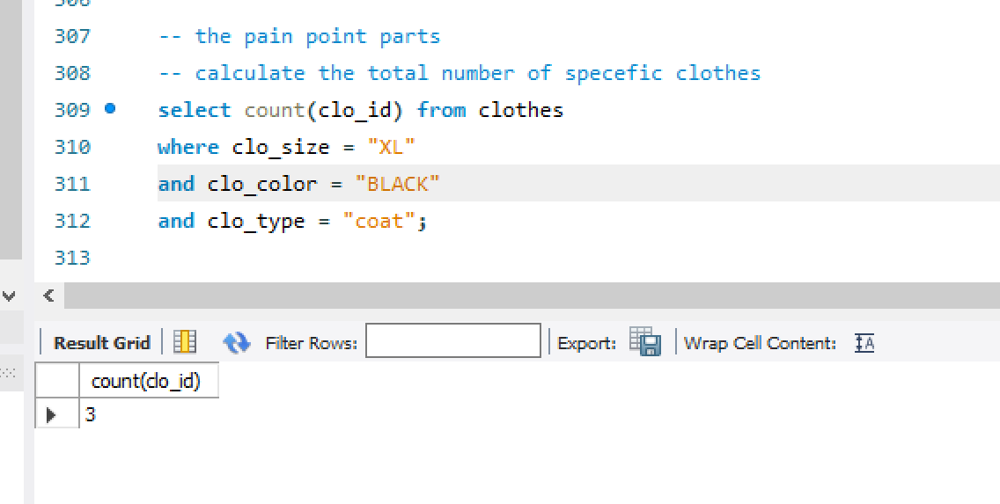 306
307 -- the pain point parts
308 -- calculate the total number of specefic clothes
309 select count(clo_id) from clothes
310 where clo_size = "XL"
311 and clo_color = "BLACK"
312 and clo_type = "coat";
313
Result Grid Filter Rows: Export: Wrap Cell Content: IA
count(clo_id)
3